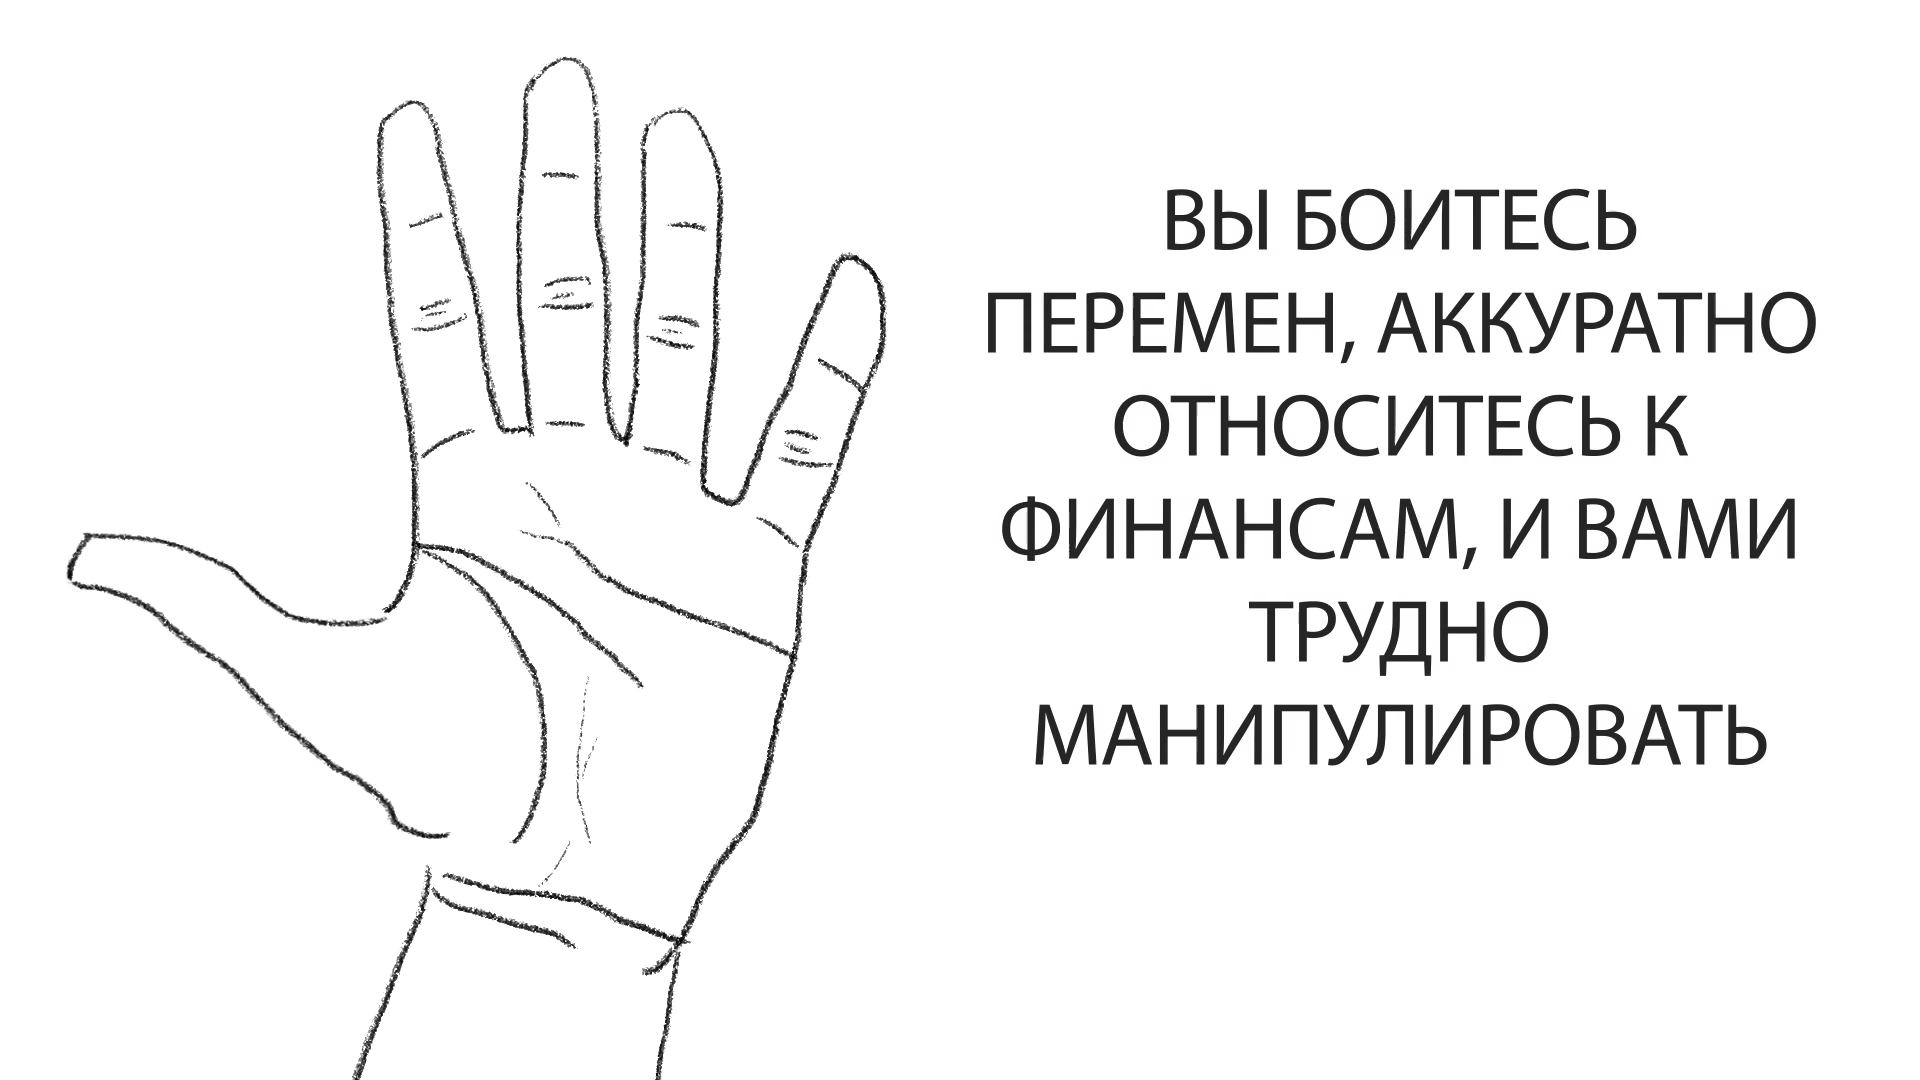 ВЫ БОИТЕСЬ
ПЕРЕМЕН, АККУРАТНО
ОТНОСИТЕСЬ К
ФИНАНСАМ, И ВАМИ
ТРУДНО
МАНИПУЛИРОВАТЬ